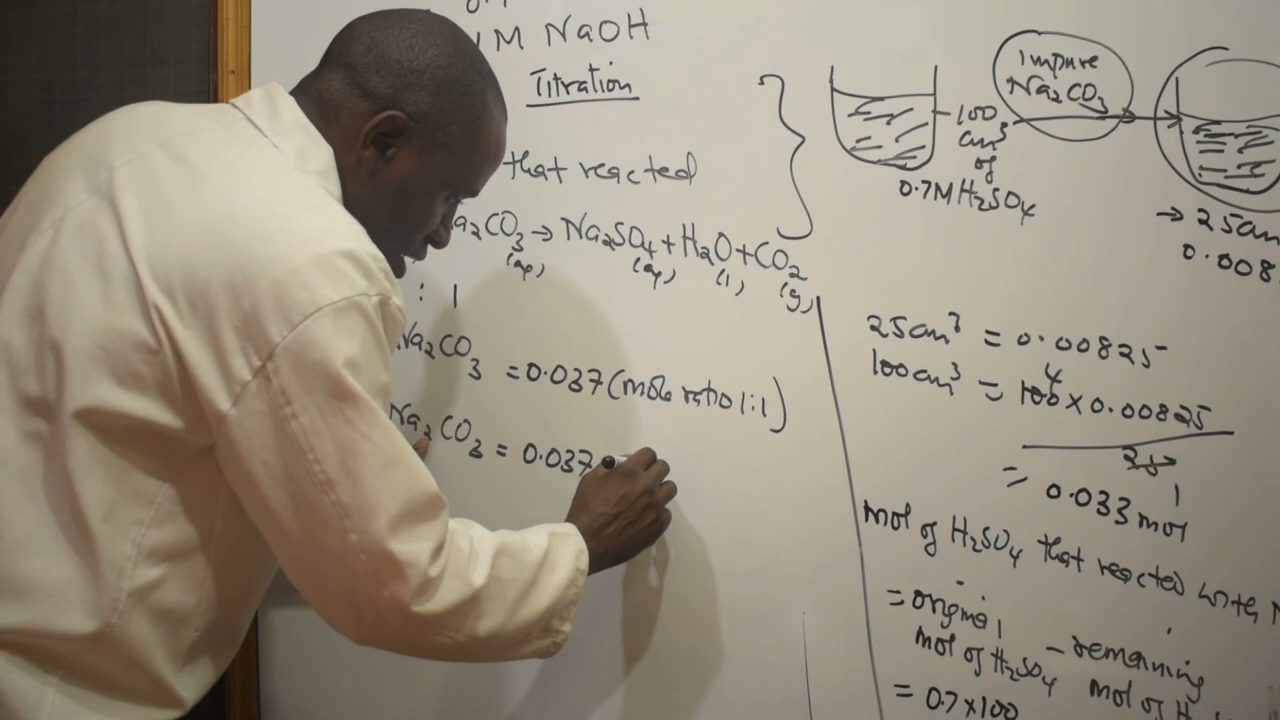 1M NaOH
Titration
that reacted
a₂CO₃ → Na₂SO₄ + H₂O + CO₂
(aq) (aq) (l) (g)
: 1
Na₂CO₃ = 0.037 (mole ratio 1:1)
Na₂CO₃ = 0.037
100
cm³
of
0.7M H₂SO₄
Impure
Na₂CO₃
→ 25cm
0.008
25cm³ = 0.00825
100cm³ = 100 × 0.00825
4
25
1
= 0.033 mol
mol of H₂SO₄ that reacted with
= original - remaining
mol of H₂SO₄ mol of H
= 0.7×100